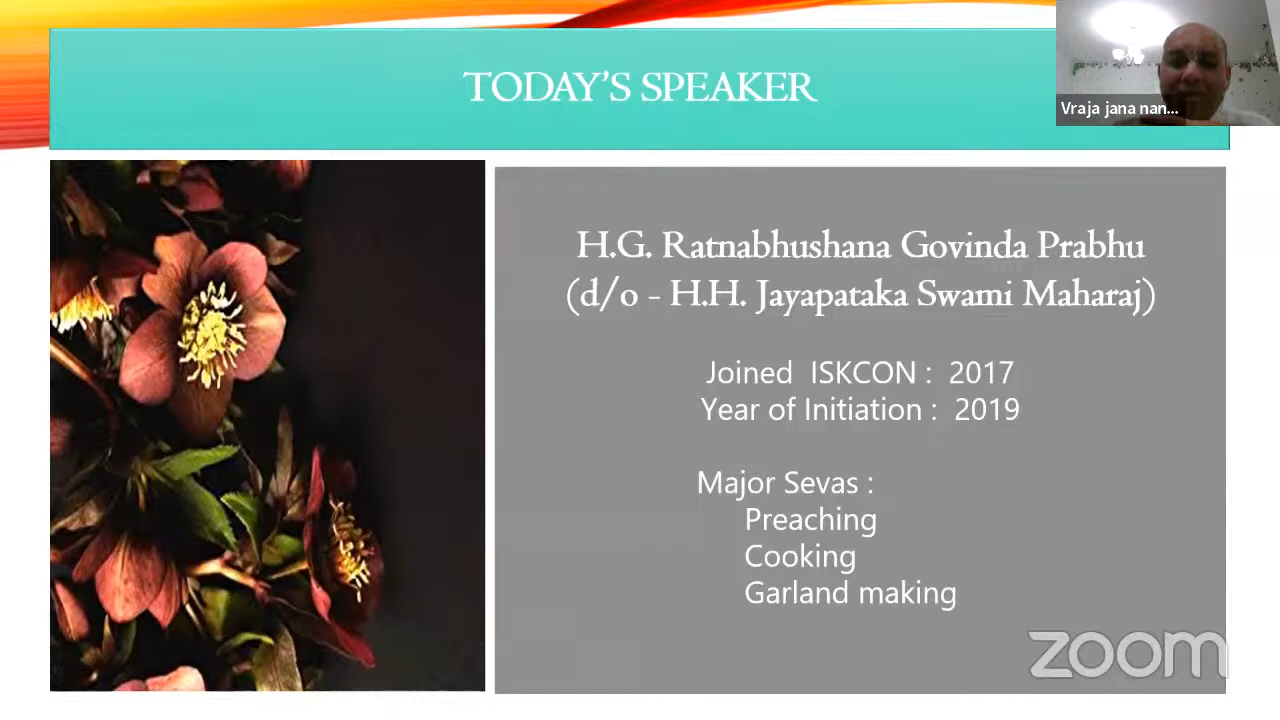 TODAY'S SPEAKER
Vraja jana nan...
H.G. Ratnabhushana Govinda Prabhu
(d/o - H.H. Jayapataka Swami Maharaj)
Joined ISKCON : 2017
Year of Initiation : 2019
Major Sevas :
Preaching
Cooking
Garland making
zoom